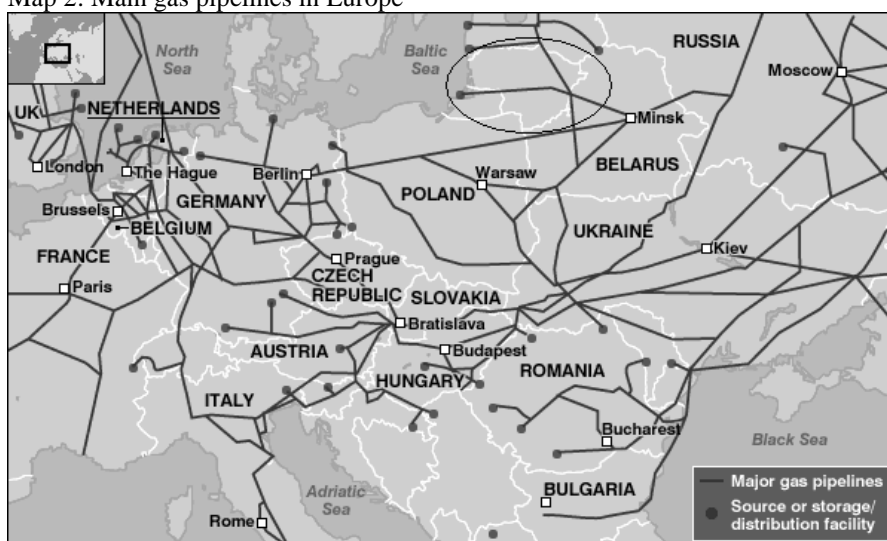 Map 2: Main gas pipelines in Europe
North
Sea
Baltic
Sea
RUSSIA
Moscow
UK
NETHERLANDS
Minsk
London
The Hague
Berlin
Warsaw
BELARUS
GERMANY
POLAND
Brussels
BELGIUM
UKRAINE
FRANCE
Prague
Kiev
CZECH
REPUBLIC
SLOVAKIA
Paris
Bratislava
AUSTRIA
Budapest
ROMANIA
HUNGARY
ITALY
Bucharest
Black Sea
Adriatic
Sea
BULGARIA
Rome
Major gas pipelines
Source or storage/
distribution facility